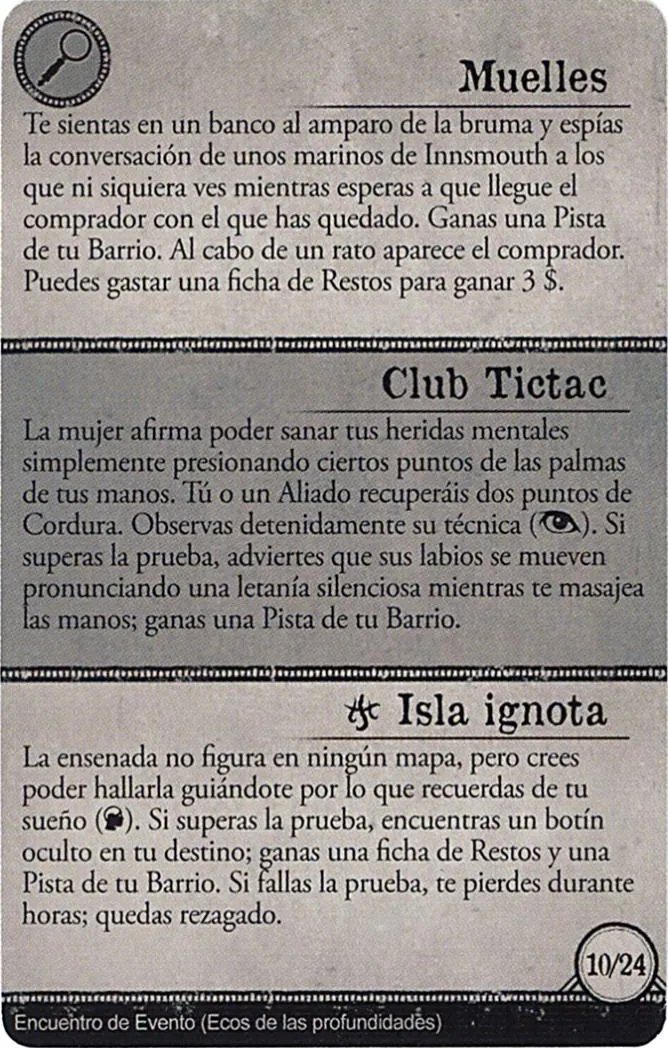 Muelles
Te sientas en un banco al amparo de la bruma y espías
la conversación de unos marinos de Innsmouth a los
que ni siquiera ves mientras esperas a que llegue el
comprador con el que has quedado. Ganas una Pista
de tu Barrio. Al cabo de un rato aparece el comprador.
Puedes gastar una ficha de Restos para ganar 3 $.
Club Tictac
La mujer afirma poder sanar tus heridas mentales
simplemente presionando ciertos puntos de las palmas
de tus manos. Tú o un Aliado recuperáis dos puntos de
Cordura. Observas detenidamente su técnica (). Si
superas la prueba, adviertes que sus labios se mueven
pronunciando una letanía silenciosa mientras te masajea
las manos; ganas una Pista de tu Barrio.
Isla ignota
La ensenada no figura en ningún mapa, pero crees
poder hallarla guiándote por lo que recuerdas de tu
sueño (). Si superas la prueba, encuentras un botín
oculto en tu destino; ganas una ficha de Restos y una
Pista de tu Barrio. Si fallas la prueba, te pierdes durante
horas; quedas rezagado.
10/24
Encuentro de Evento (Ecos de las profundidades)